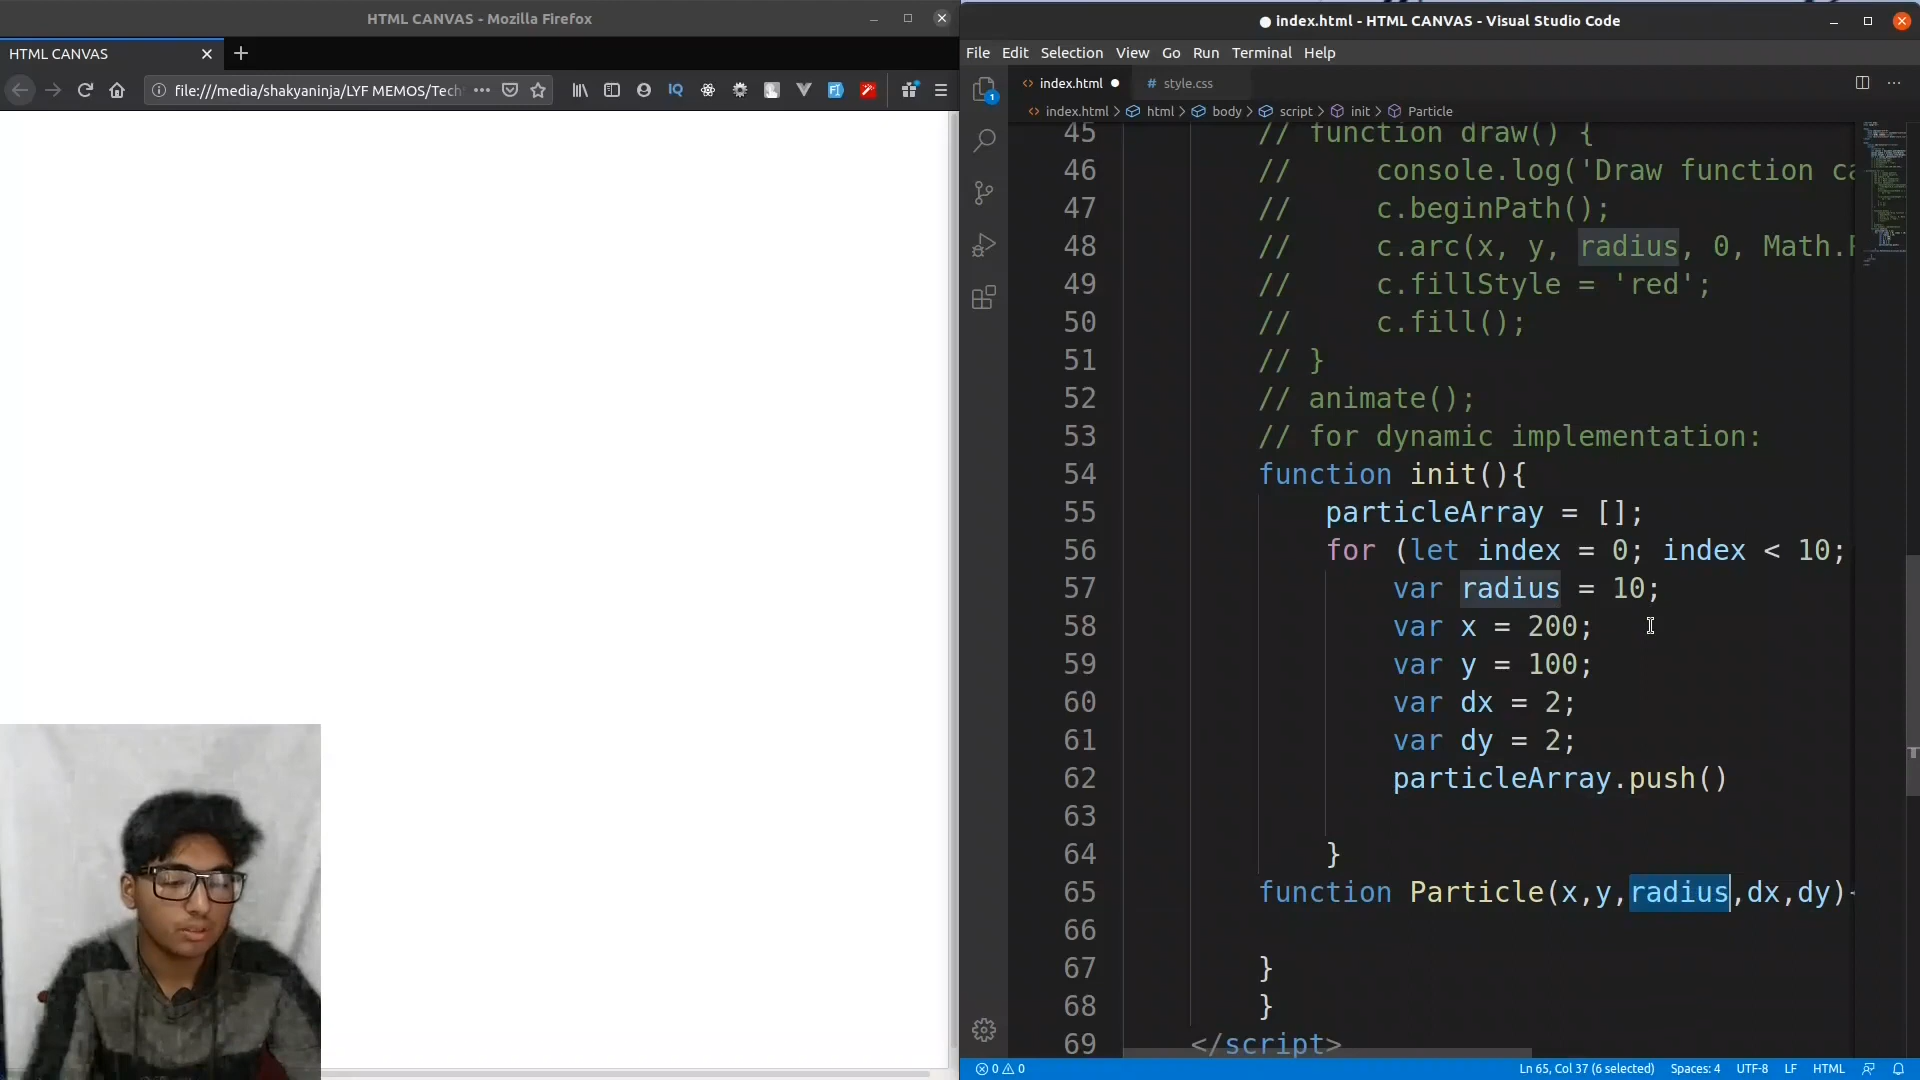 HTML CANVAS - Mozilla Firefox
HTML CANVAS
file:///media/shakyaninja/LYF MEMOS/Tech
IQ
index.html - HTML CANVAS - Visual Studio Code
File Edit Selection View Go Run Terminal Help
1
index.html
# style.css
index.html > html > body > script > init > Particle
45 // function draw() {
46 // console.log('Draw function ca
47 // c.beginPath();
48 // c.arc(x, y, radius, 0, Math.P
49 // c.fillStyle = 'red';
50 // c.fill();
51 // }
52 // animate();
53 // for dynamic implementation:
54 function init(){
55 particleArray = [];
56 for (let index = 0; index < 10;
57 var radius = 10;
58 var x = 200;
59 var y = 100;
60 var dx = 2;
61 var dy = 2;
62 particleArray.push()
63
64 }
65 function Particle(x,y,radius,dx,dy){
66
67 }
68 }
69 </script>
0 0
Ln 65, Col 37 (6 selected) Spaces: 4 UTF-8 LF HTML